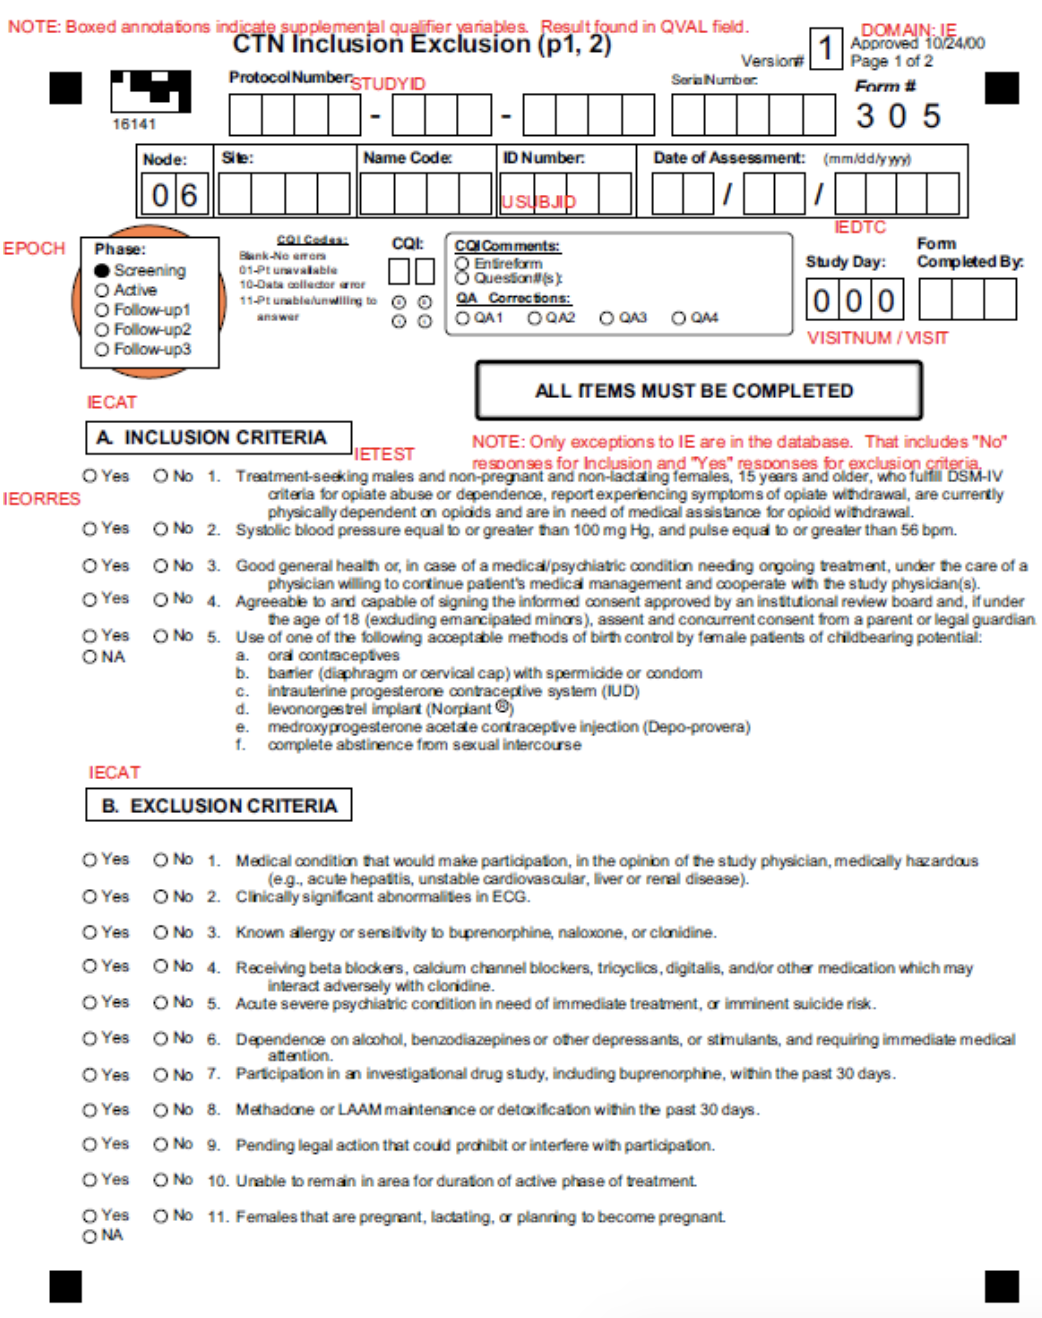 NOTE: Boxed annotations indicate supplemental qualifier variables. Result found in QVAL field.
DOMAIN: IE
CTN Inclusion Exclusion (p1, 2)
Version# 1
Approved 10/24/00
Page 1 of 2
16141
Protocol Number: STUDYID
Serial Number:
Form #
- -
305
Node: Site: Name Code: ID Number: Date of Assessment: (mm/dd/yyyy)
06 USUBJID / /
IEDTC
EPOCH
Phase:
Screening
Active
Follow-up1
Follow-up2
Follow-up3
CQI Codes:
Blank-No errors
01-Pt unavailable
10-Data collector error
11-Pt unable/unwilling to
answer
CQI:
CQI Comments:
Entire form
Question#(s):
QA Corrections:
QA1 QA2 QA3 QA4
Study Day:
000
Form
Completed By:
VISITNUM / VISIT
ALL ITEMS MUST BE COMPLETED
IECAT
A. INCLUSION CRITERIA
IETEST
NOTE: Only exceptions to IE are in the database. That includes "No"
responses for Inclusion and "Yes" responses for exclusion criteria.
IEORRES
Yes No 1. Treatment-seeking males and non-pregnant and non-lactating females, 15 years and older, who fulfill DSM-IV
criteria for opiate abuse or dependence, report experiencing symptoms of opiate withdrawal, are currently
physically dependent on opioids and are in need of medical assistance for opioid withdrawal.
Yes No 2. Systolic blood pressure equal to or greater than 100 mg Hg, and pulse equal to or greater than 56 bpm.
Yes No 3. Good general health or, in case of a medical/psychiatric condition needing ongoing treatment, under the care of a
physician willing to continue patient's medical management and cooperate with the study physician(s).
Yes No 4. Agreeable to and capable of signing the informed consent approved by an institutional review board and, if under
the age of 18 (excluding emancipated minors), assent and concurrent consent from a parent or legal guardian
Yes No 5. Use of one of the following acceptable methods of birth control by female patients of childbearing potential:
NA a. oral contraceptives
b. barrier (diaphragm or cervical cap) with spermicide or condom
c. intrauterine progesterone contraceptive system (IUD)
d. levonorgestrel implant (Norplant ®)
e. medroxyprogesterone acetate contraceptive injection (Depo-provera)
f. complete abstinence from sexual intercourse
IECAT
B. EXCLUSION CRITERIA
Yes No 1. Medical condition that would make participation, in the opinion of the study physician, medically hazardous
(e.g., acute hepatitis, unstable cardiovascular, liver or renal disease).
Yes No 2. Clinically significant abnormalities in ECG.
Yes No 3. Known allergy or sensitivity to buprenorphine, naloxone, or clonidine.
Yes No 4. Receiving beta blockers, calcium channel blockers, tricyclics, digitalis, and/or other medication which may
interact adversely with clonidine.
Yes No 5. Acute severe psychiatric condition in need of immediate treatment, or imminent suicide risk.
Yes No 6. Dependence on alcohol, benzodiazepines or other depressants, or stimulants, and requiring immediate medical
attention.
Yes No 7. Participation in an investigational drug study, including buprenorphine, within the past 30 days.
Yes No 8. Methadone or LAAM maintenance or detoxification within the past 30 days.
Yes No 9. Pending legal action that could prohibit or interfere with participation.
Yes No 10. Unable to remain in area for duration of active phase of treatment.
Yes No 11. Females that are pregnant, lactating, or planning to become pregnant.
NA